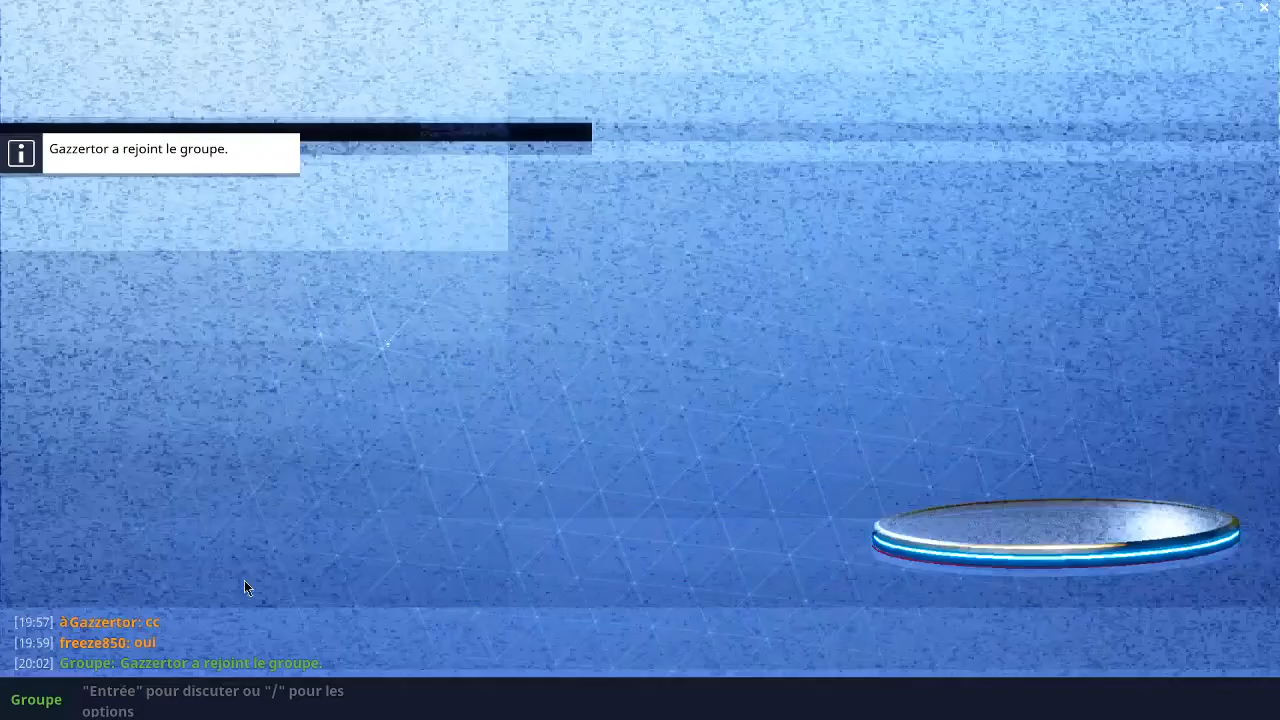 Gazzertor a rejoint le groupe.
[19:57] à Gazzertor: cc
[19:59] freeze850: oui
[20:02] Groupe: Gazzertor a rejoint le groupe.
Groupe "Entrée" pour discuter ou "/" pour les
options